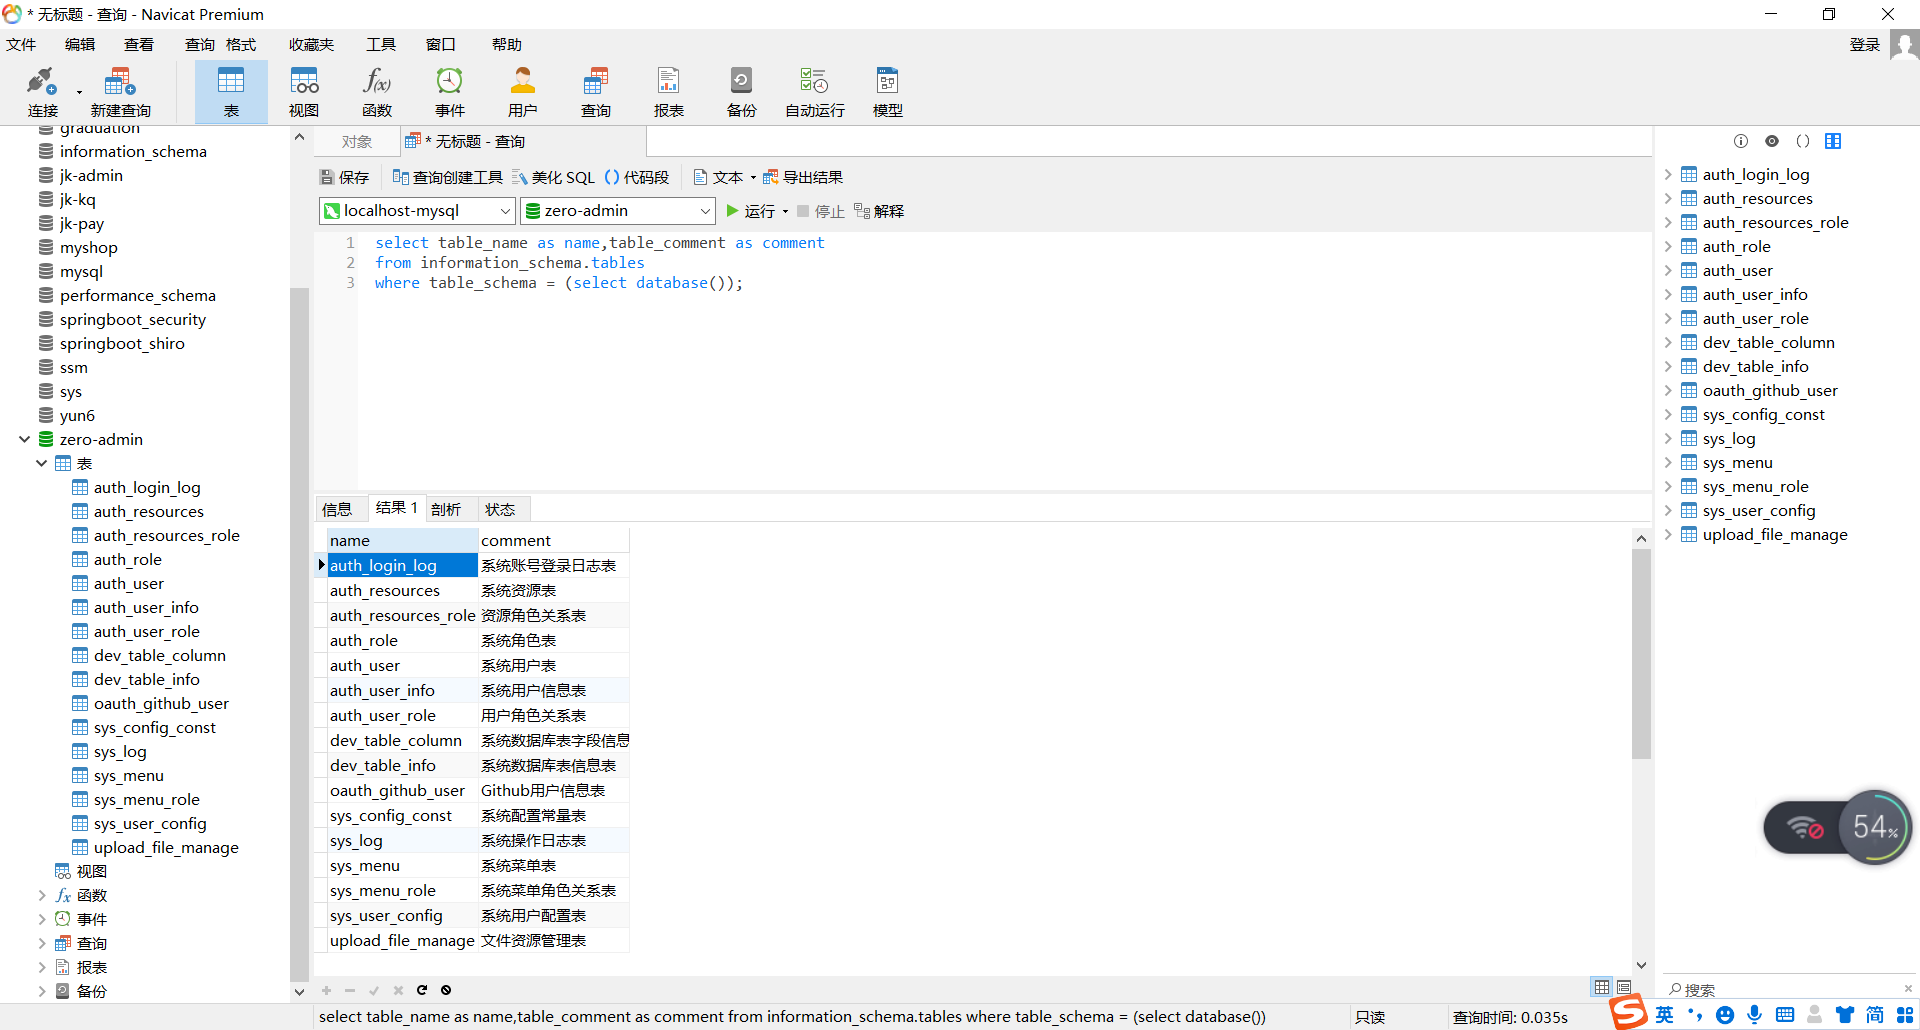 * 无标题 - 查询 - Navicat Premium
文件 编辑 查看 查询 格式 收藏夹 工具 窗口 帮助 登录
连接 新建查询 表 视图 函数 事件 用户 查询 报表 备份 自动运行 模型
graduation
information_schema
jk-admin
jk-kq
jk-pay
myshop
mysql
performance_schema
springboot_security
springboot_shiro
ssm
sys
yun6
zero-admin
表
auth_login_log
auth_resources
auth_resources_role
auth_role
auth_user
auth_user_info
auth_user_role
dev_table_column
dev_table_info
oauth_github_user
sys_config_const
sys_log
sys_menu
sys_menu_role
sys_user_config
upload_file_manage
视图
函数
事件
查询
报表
备份
对象 * 无标题 - 查询
保存 查询创建工具 美化 SQL () 代码段 文本 导出结果
localhost-mysql zero-admin 运行 停止 解释
1 select table_name as name,table_comment as comment
2 from information_schema.tables
3 where table_schema = (select database());
信息 结果 1 剖析 状态
name comment
auth_login_log 系统账号登录日志表
auth_resources 系统资源表
auth_resources_role 资源角色关系表
auth_role 系统角色表
auth_user 系统用户表
auth_user_info 系统用户信息表
auth_user_role 用户角色关系表
dev_table_column 系统数据库表字段信息
dev_table_info 系统数据库表信息表
oauth_github_user Github用户信息表
sys_config_const 系统配置常量表
sys_log 系统操作日志表
sys_menu 系统菜单表
sys_menu_role 系统菜单角色关系表
sys_user_config 系统用户配置表
upload_file_manage 文件资源管理表
auth_login_log
auth_resources
auth_resources_role
auth_role
auth_user
auth_user_info
auth_user_role
dev_table_column
dev_table_info
oauth_github_user
sys_config_const
sys_log
sys_menu
sys_menu_role
sys_user_config
upload_file_manage
54%
搜索
select table_name as name,table_comment as comment from information_schema.tables where table_schema = (select database()) 只读 查询时间: 0.035s
英 简